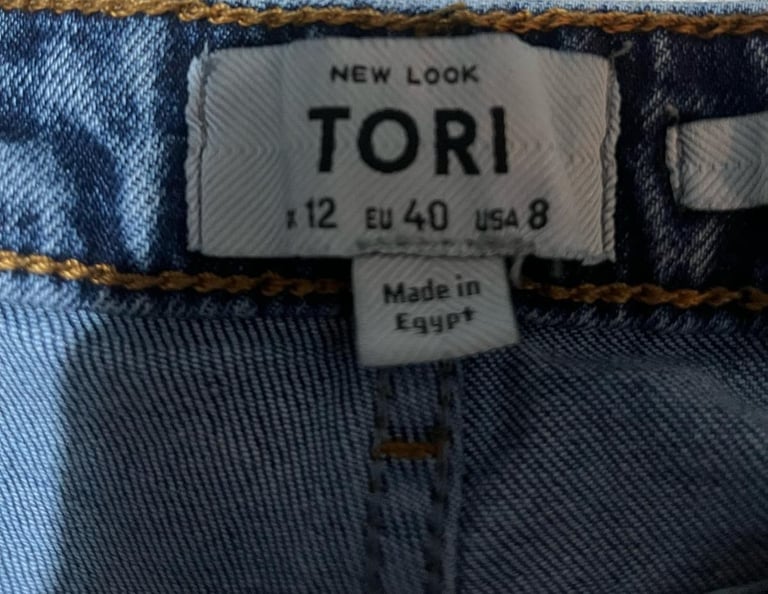 NEW LOOK
TORI
12 EU 40 USA 8
Made in
Egypt